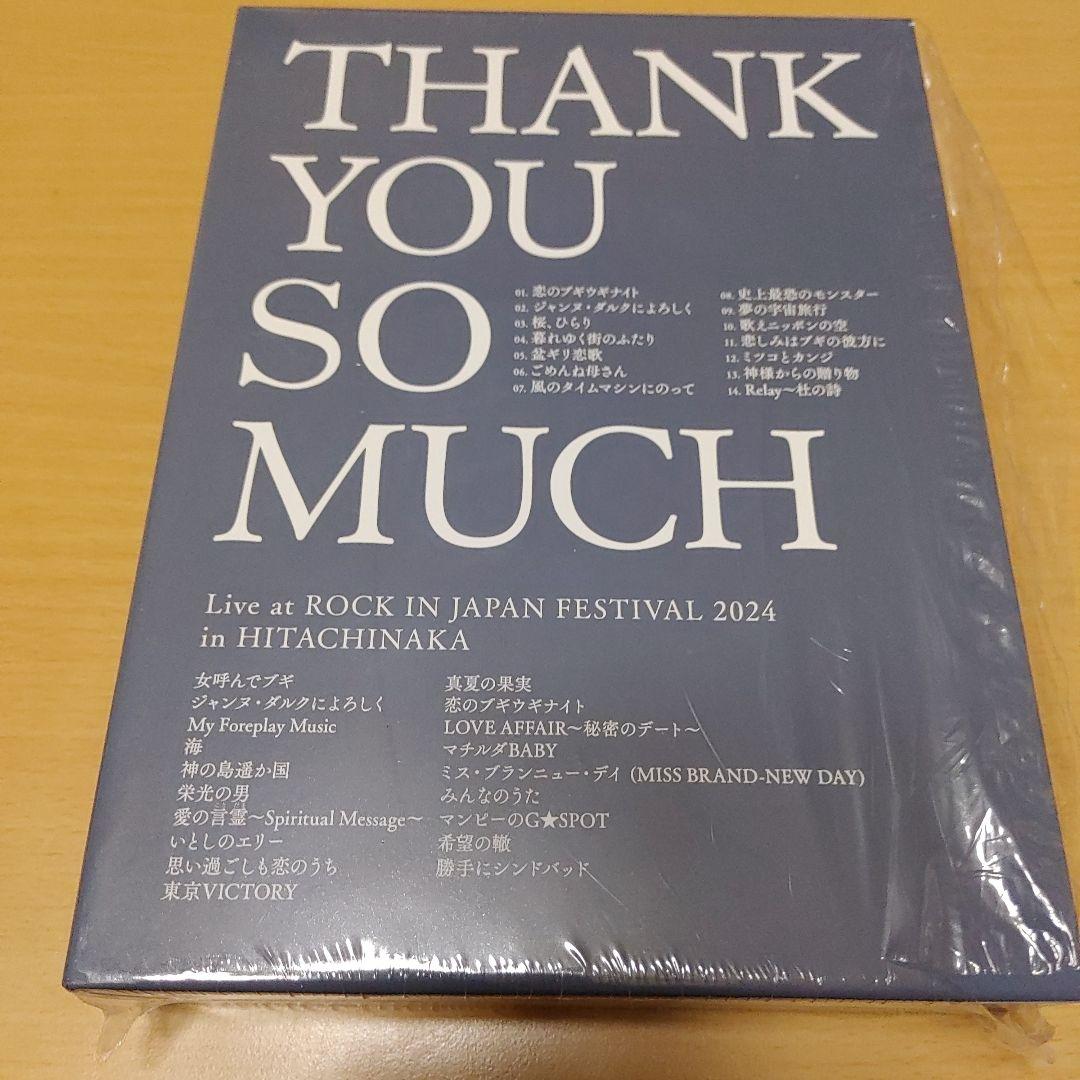 THANK
YOU
SO
MUCH
01. 恋のブギウギナイト
02. ジャンヌ・ダルクによろしく
03. 桜、ひらり
04. 暮れゆく街のふたり
05. 盆ギリ恋歌
06. ごめんね母さん
07. 風のタイムマシンにのって
08. 史上最恐のモンスター
09. 夢の宇宙旅行
10. 歌えニッポンの空
11. 悲しみはブギの彼方に
12. ミツコとカンジ
13. 神様からの贈り物
14. Relay〜杜の詩
Live at ROCK IN JAPAN FESTIVAL 2024
in HITACHINAKA
女呼んでブギ
ジャンヌ・ダルクによろしく
My Foreplay Music
海
神の島遥か国
栄光の男
愛の言霊〜Spiritual Message〜
いとしのエリー
思い過ごしも恋のうち
東京VICTORY
真夏の果実
恋のブギウギナイト
LOVE AFFAIR〜秘密のデート〜
マチルダBABY
ミス・ブランニュー・デイ (MISS BRAND-NEW DAY)
みんなのうた
マンピーのG★SPOT
希望の轍
勝手にシンドバッド